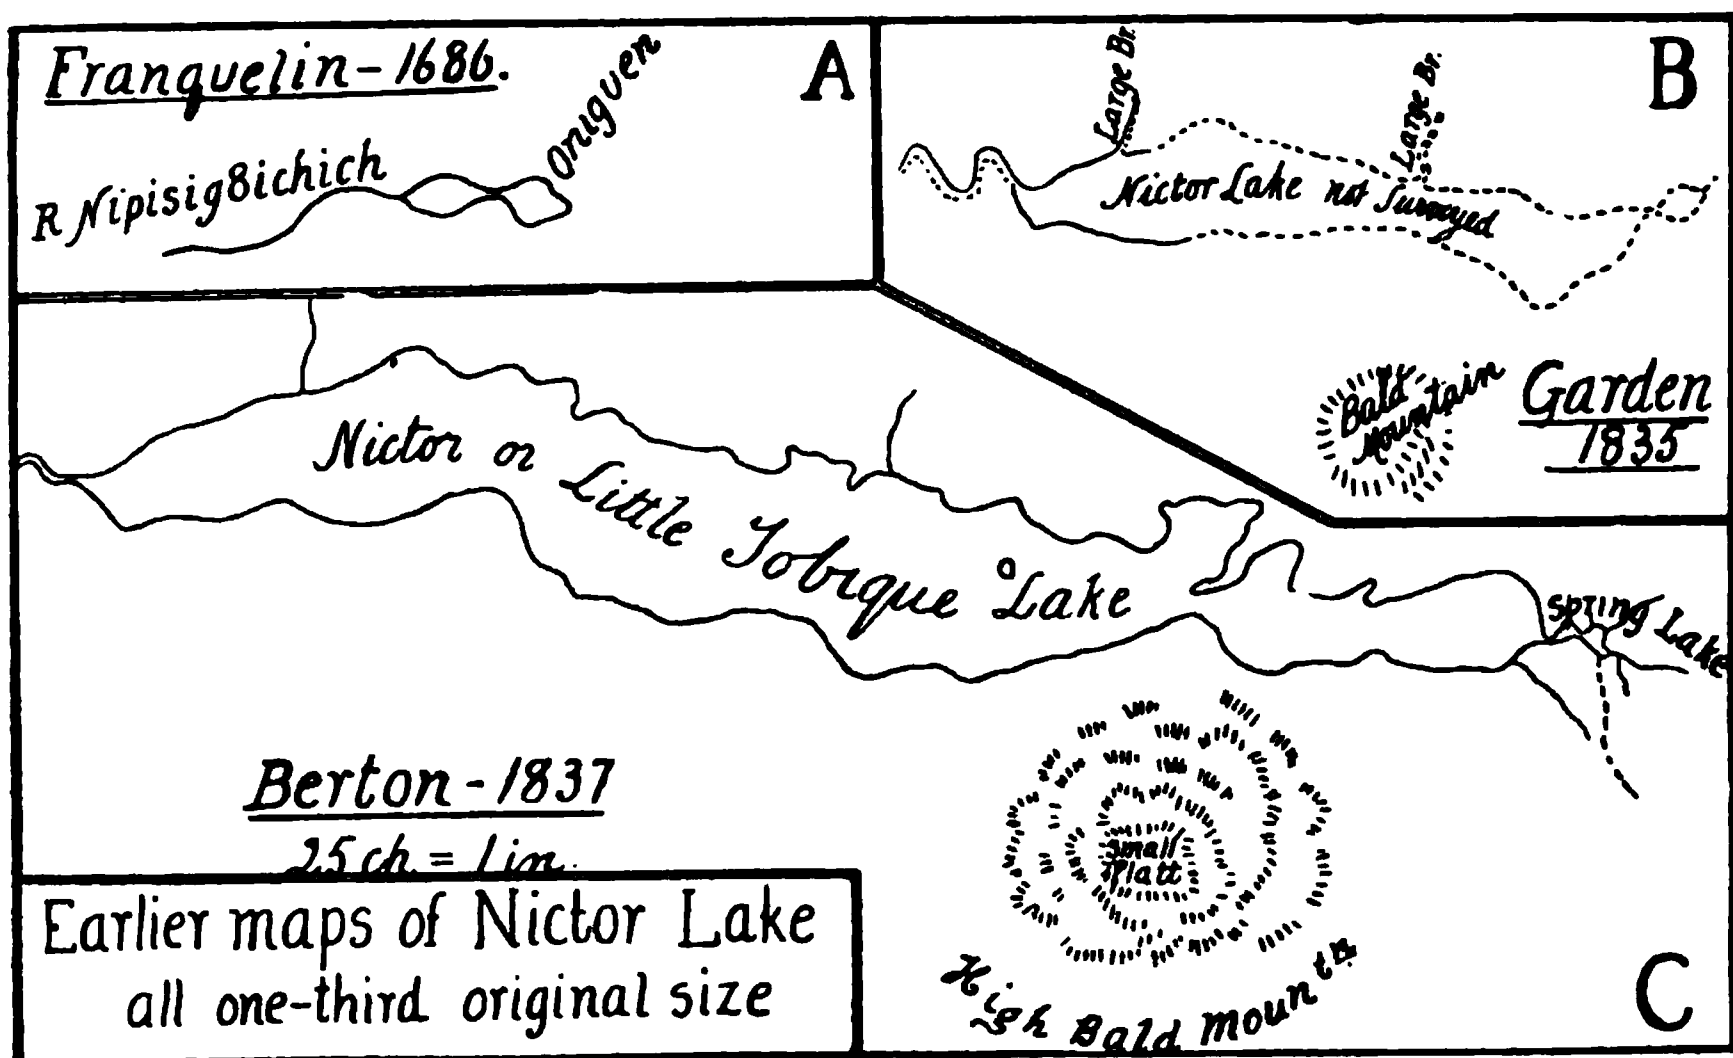 Franquelin - 1686.
A
R Nipisig8ichich
Oniguen
B
Large Br.
Large Br.
Nictor Lake not Surveyed
Bald
Mountain
Garden
1835
Nictor or Little Tobique Lake
Spring Lake
Berton - 1837
25 ch = 1 in.
Small
Platt
High Bald Mountn.
C
Earlier maps of Nictor Lake
all one-third original size